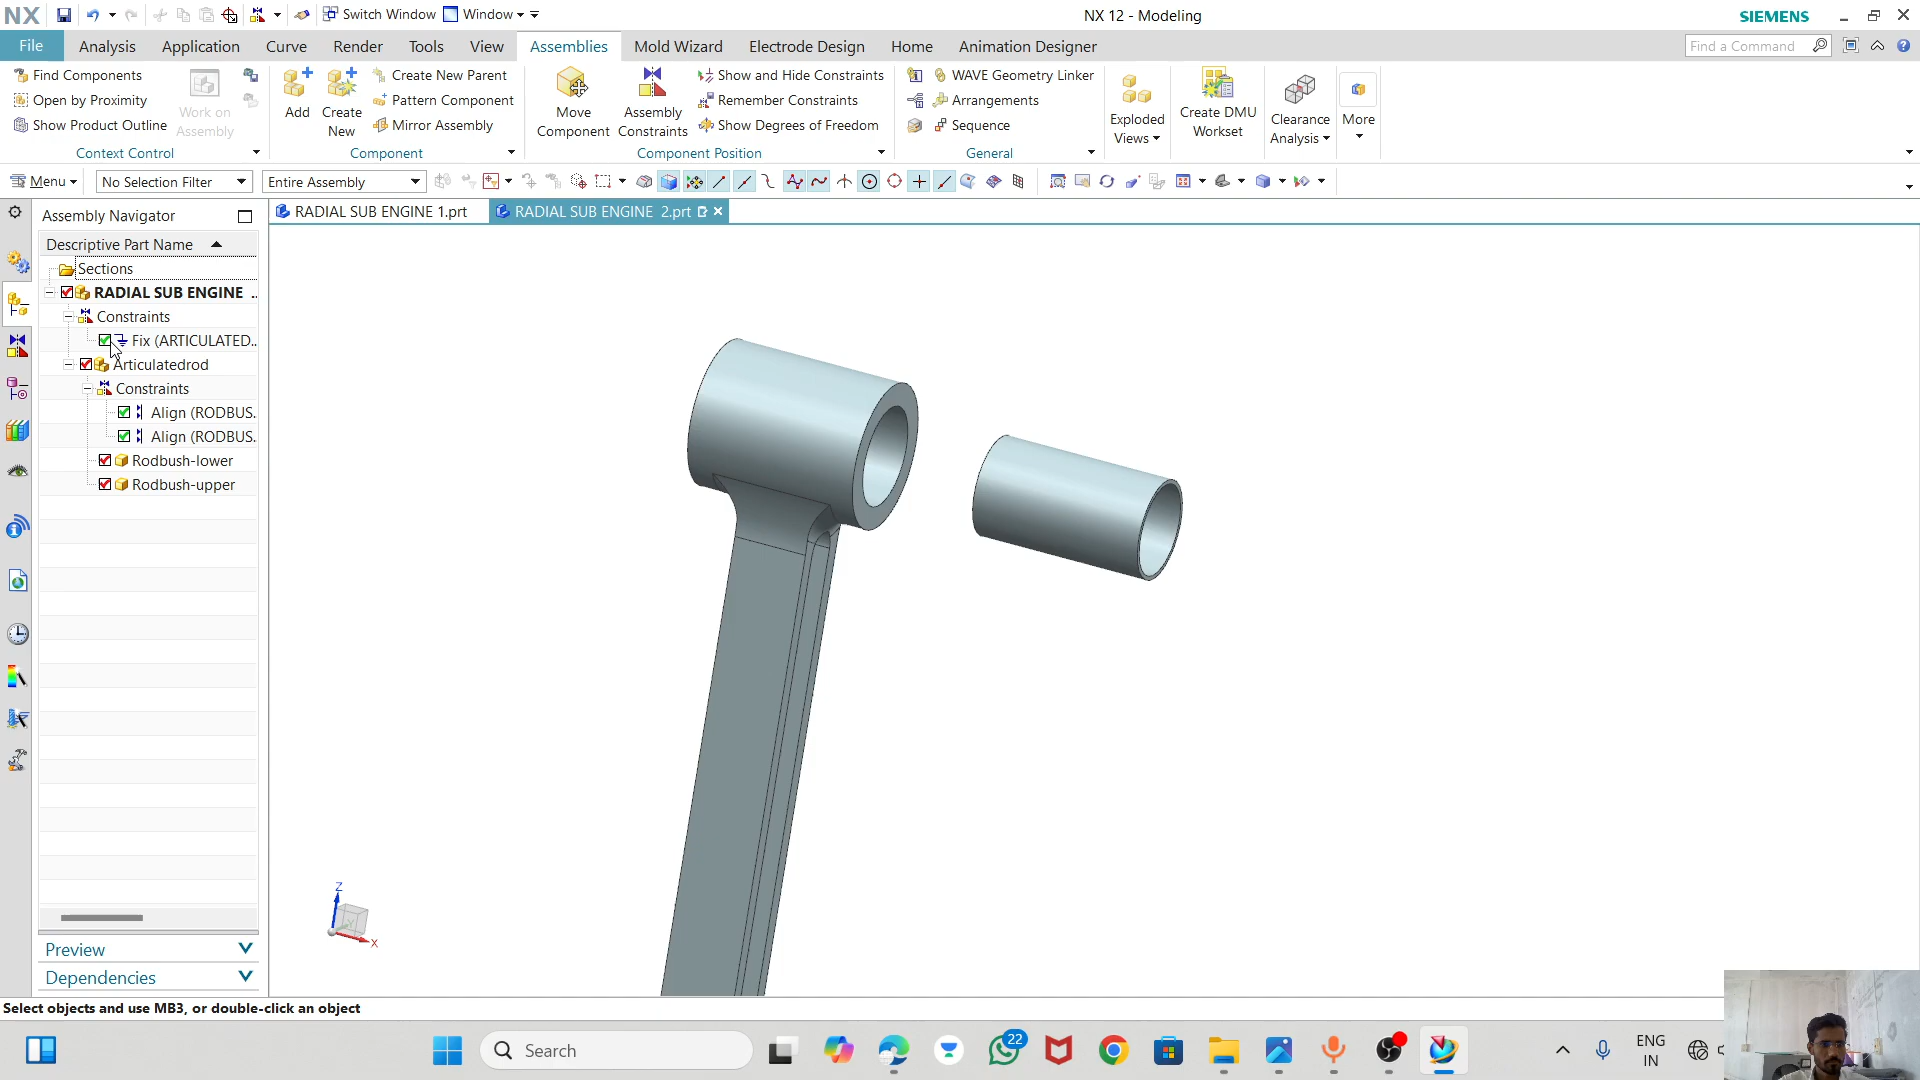 NX
Switch Window
Window
NX 12 - Modeling
SIEMENS
File
Analysis
Application
Curve
Render
Tools
View
Assemblies
Mold Wizard
Electrode Design
Home
Animation Designer
Find a Command
Find Components
Open by Proximity
Show Product Outline
Work on
Assembly
Context Control
Add
Create
New
Create New Parent
Pattern Component
Mirror Assembly
Component
Move
Component
Assembly
Constraints
Show and Hide Constraints
Remember Constraints
Show Degrees of Freedom
Component Position
WAVE Geometry Linker
Arrangements
Sequence
General
Exploded
Views
Create DMU
Workset
Clearance
Analysis
More
Menu
No Selection Filter
Entire Assembly
Assembly Navigator
RADIAL SUB ENGINE 1.prt
RADIAL SUB ENGINE 2.prt
Descriptive Part Name
Sections
RADIAL SUB ENGINE ..
Constraints
Fix (ARTICULATED..
Articulatedrod
Constraints
Align (RODBUS.
Align (RODBUS.
Rodbush-lower
Rodbush-upper
Z
Y
X
Preview
Dependencies
Select objects and use MB3, or double-click an object
Search
22
ENG
IN